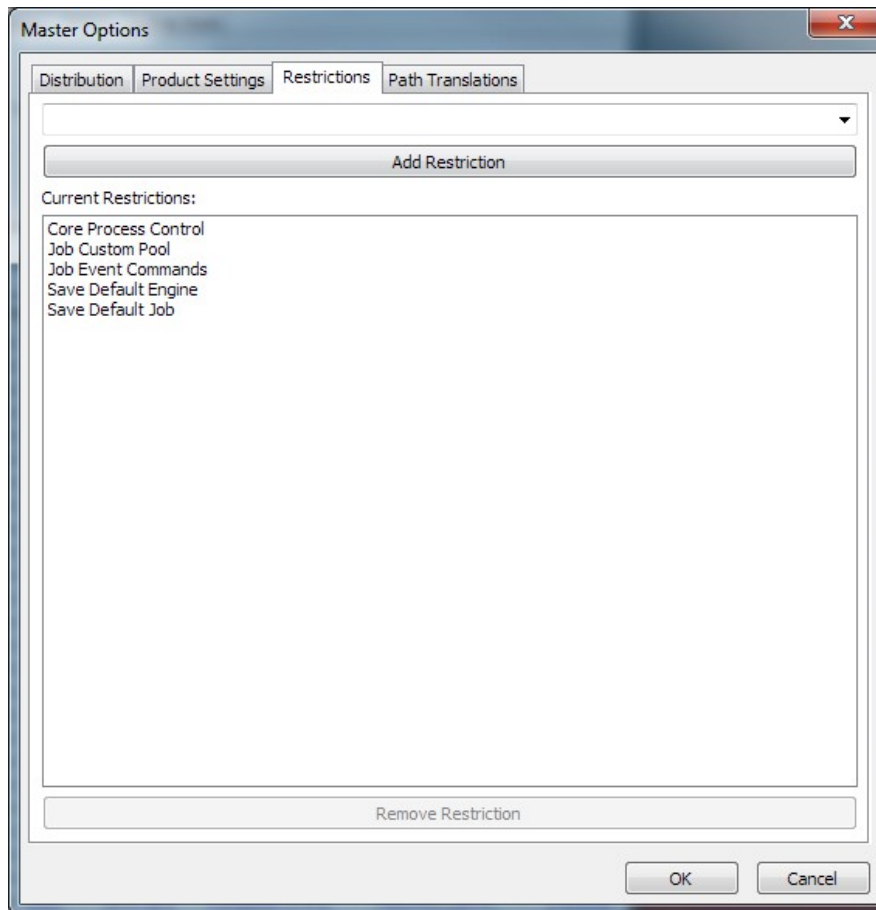 Master Options
Distribution Product Settings Restrictions Path Translations
Add Restriction
Current Restrictions:
Core Process Control
Job Custom Pool
Job Event Commands
Save Default Engine
Save Default Job
Remove Restriction
OK Cancel